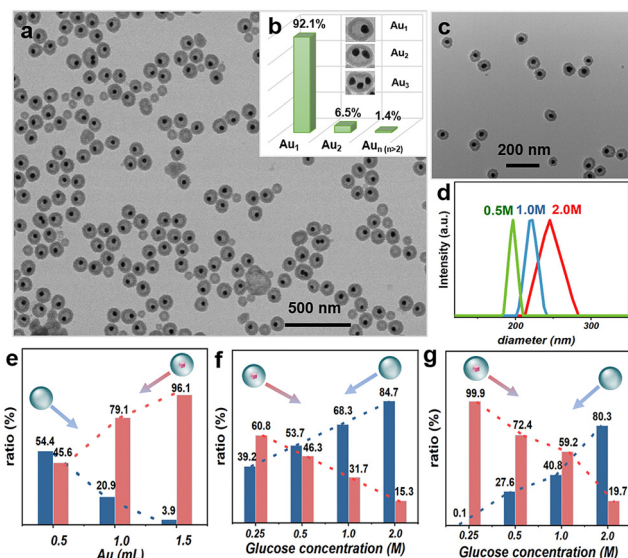 a
500 nm
b
92.1%
6.5%
1.4%
Au1
Au2
Au3
Au1
Au2
Aun (n>2)
c
200 nm
d
0.5M
1.0M
2.0M
Intensity (a.u.)
200
300
diameter (nm)
e
ratio (%)
54.4
45.6
20.9
79.1
3.9
96.1
0.5
1.0
1.5
Au (mL)
f
ratio (%)
39.2
60.8
53.7
46.3
68.3
31.7
84.7
15.3
0.25
0.5
1.0
2.0
Glucose concentration (M)
g
ratio (%)
0.1
99.9
27.6
72.4
40.8
59.2
80.3
19.7
0.25
0.5
1.0
2.0
Glucose concentration (M)